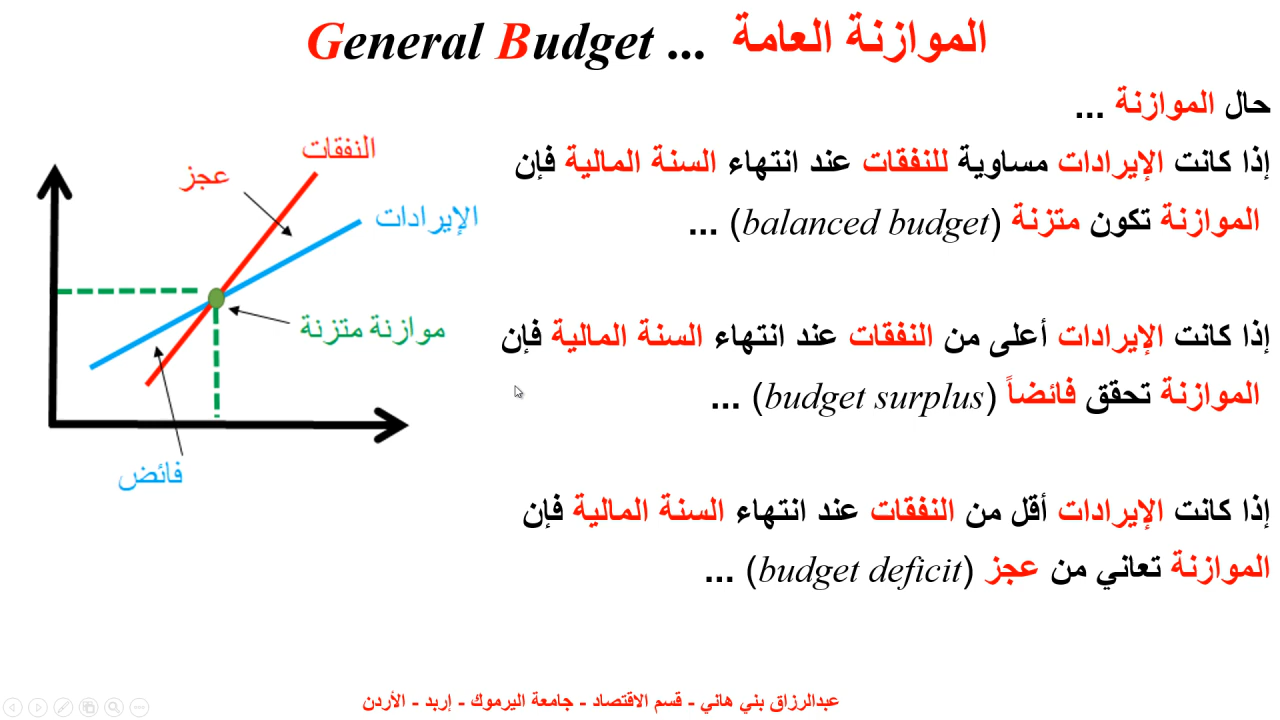 الموازنة العامة ... General Budget
حال الموازنة ...
إذا كانت الإيرادات مساوية للنفقات عند انتهاء السنة المالية فإن
الموازنة تكون متزنة (balanced budget) ...
إذا كانت الإيرادات أعلى من النفقات عند انتهاء السنة المالية فإن
الموازنة تحقق فائضاً (budget surplus) ...
إذا كانت الإيرادات أقل من النفقات عند انتهاء السنة المالية فإن
الموازنة تعاني من عجز (budget deficit) ...
النفقات
عجز
الإيرادات
موازنة متزنة
فائض
عبدالرزاق بني هاني - قسم الاقتصاد - جامعة اليرموك - إربد - الأردن